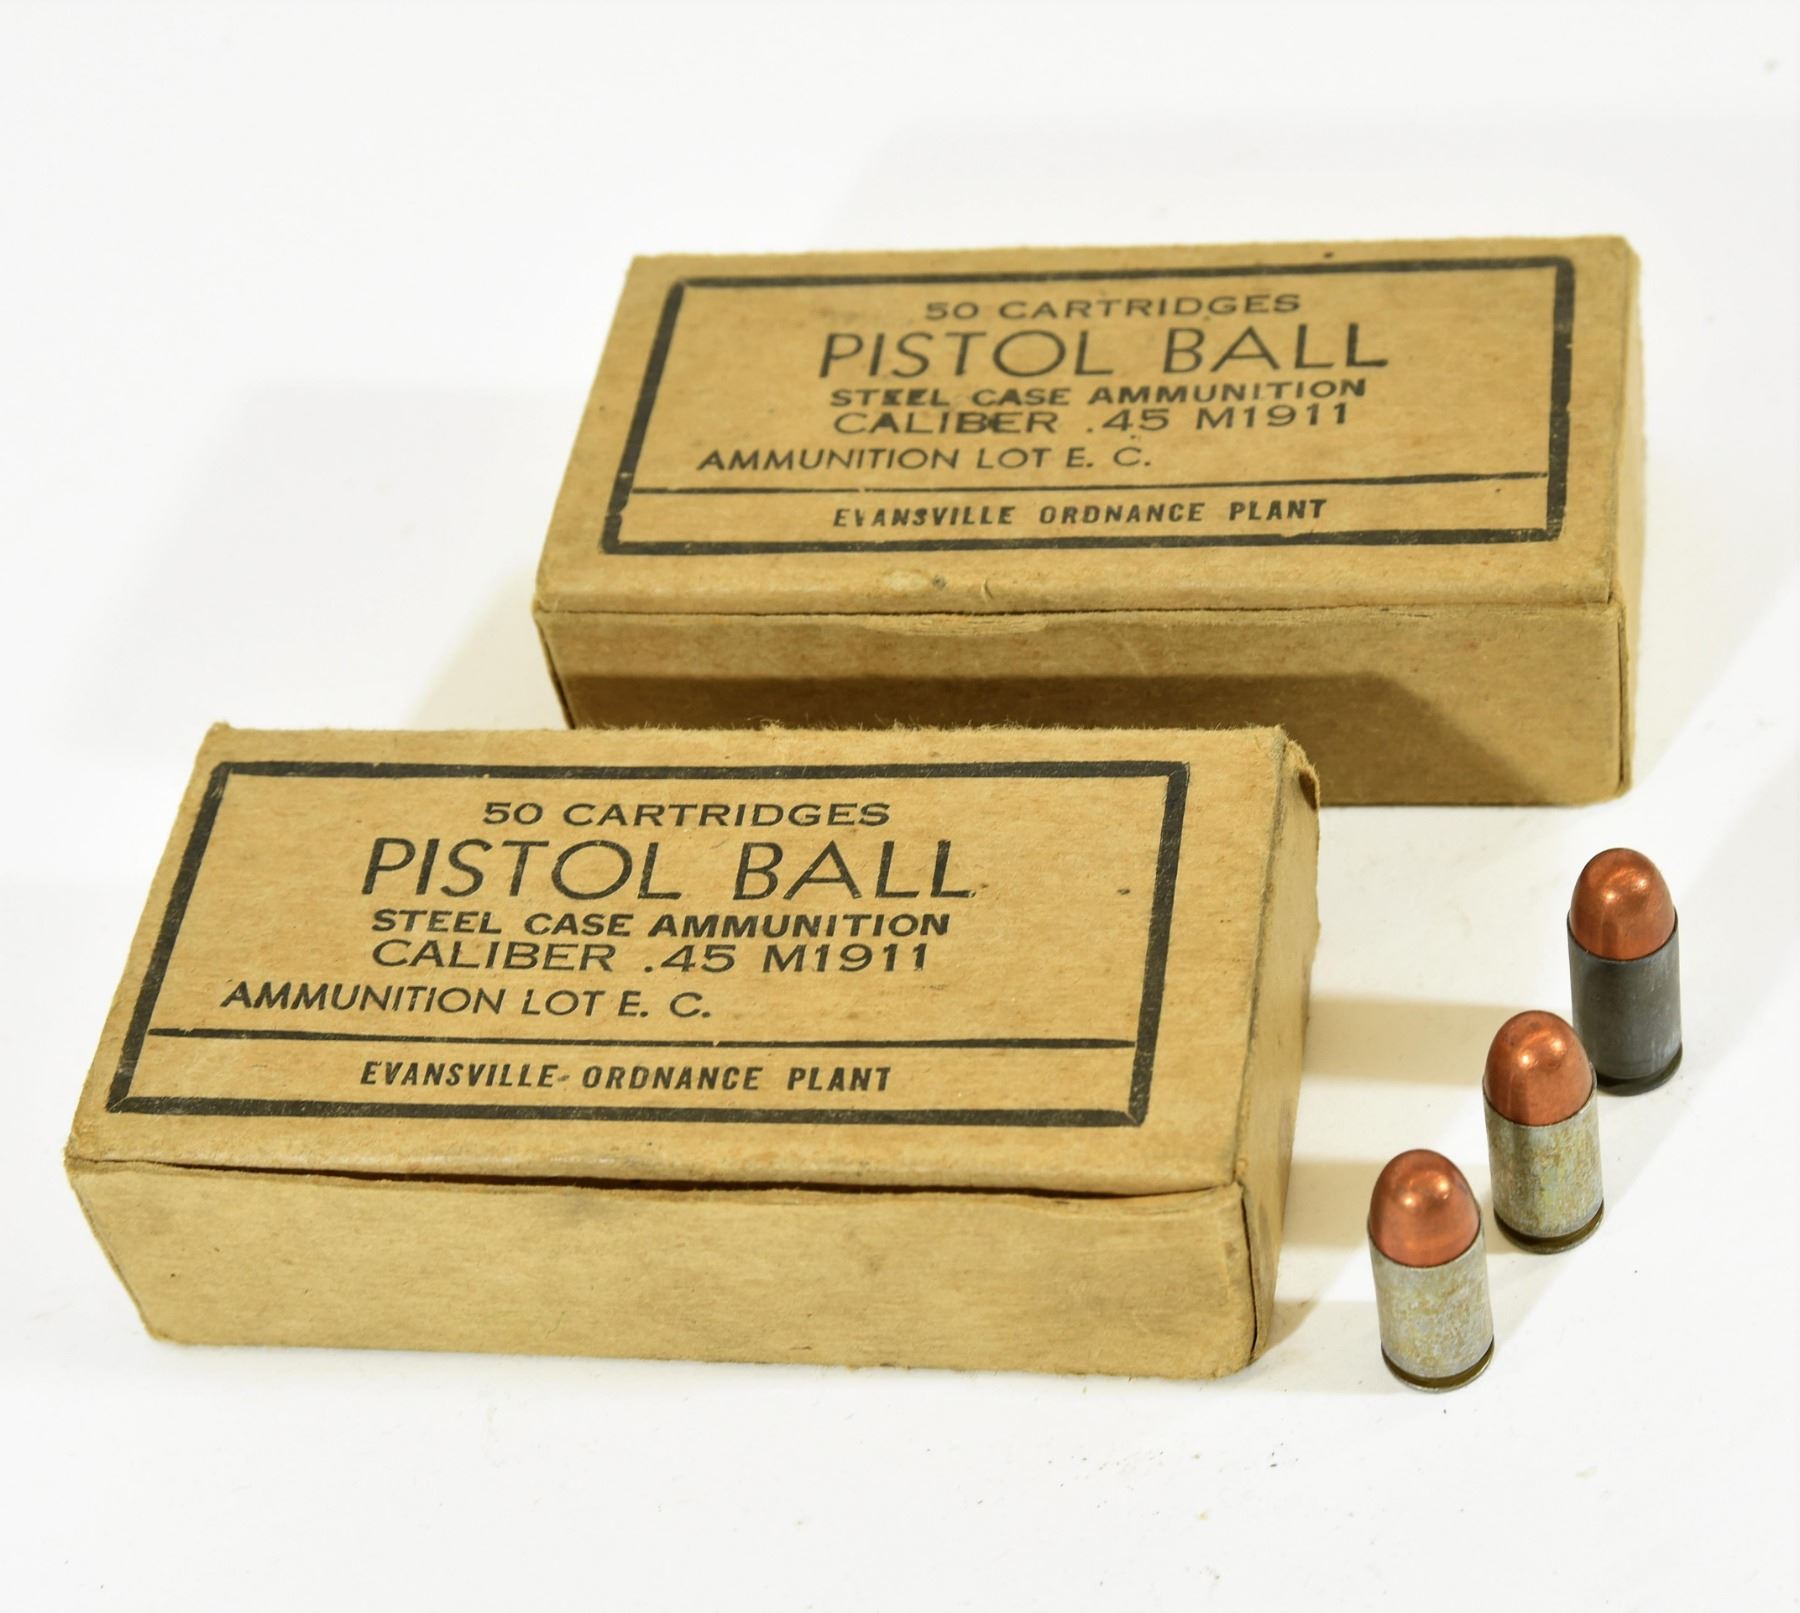 50 CARTRIDGES
PISTOL BALL
STEEL CASE AMMUNITION
CALIBER .45 M1911
AMMUNITION LOT E. C.
EVANSVILLE ORDNANCE PLANT
50 CARTRIDGES
PISTOL BALL
STEEL CASE AMMUNITION
CALIBER .45 M1911
AMMUNITION LOT E. C.
EVANSVILLE ORDNANCE PLANT